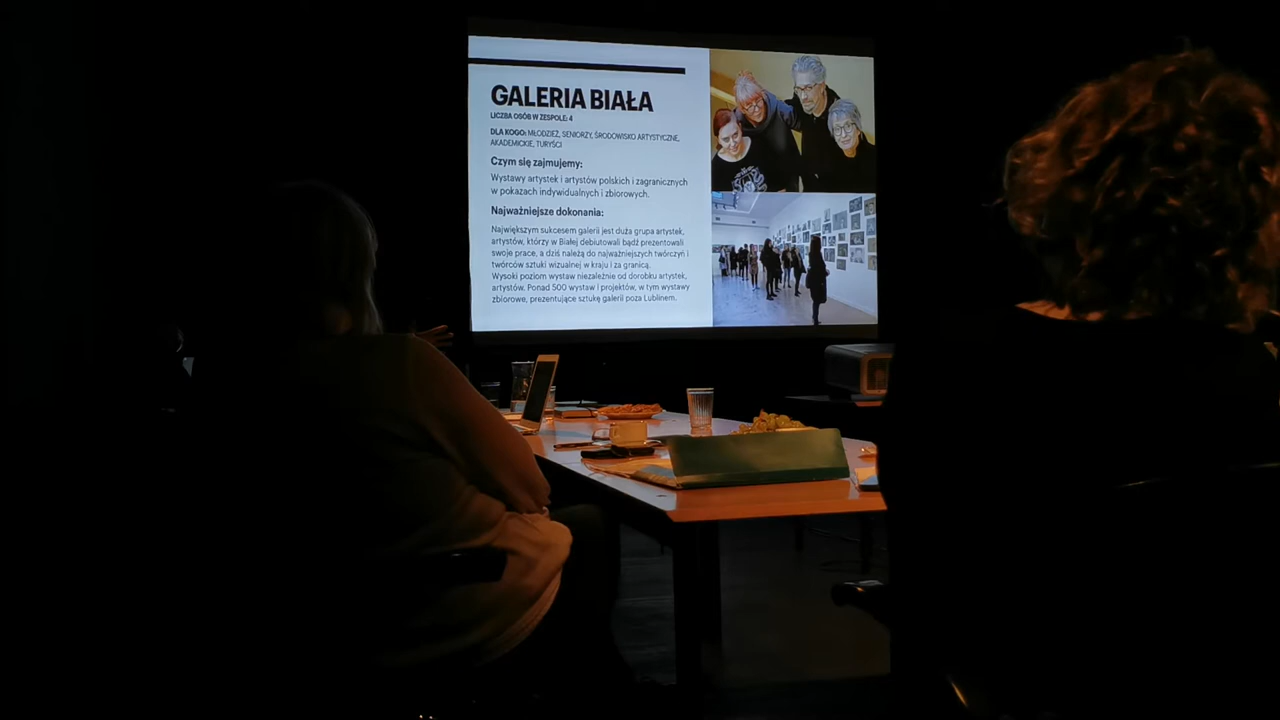 GALERIA BIAŁA
LICZBA OSÓB W ZESPOLE: 4
DLA KOGO: MŁODZIEŻ, SENIORZY, ŚRODOWISKO ARTYSTYCZNE,
AKADEMICKIE, TURYŚCI
Czym się zajmujemy:
Wystawy artystek i artystów polskich i zagranicznych
w pokazach indywidualnych i zbiorowych.
Najważniejsze dokonania:
Największym sukcesem galerii jest duża grupa artystek,
artystów, którzy w Białej debiutowali bądź prezentowali
swoje prace, a dziś należą do najważniejszych twórczyń i
twórców sztuki wizualnej w kraju i za granicą.
Wysoki poziom wystaw niezależnie od dorobku artystek,
artystów. Ponad 500 wystaw i projektów, w tym wystawy
zbiorowe, prezentujące sztukę galerii poza Lublinem.